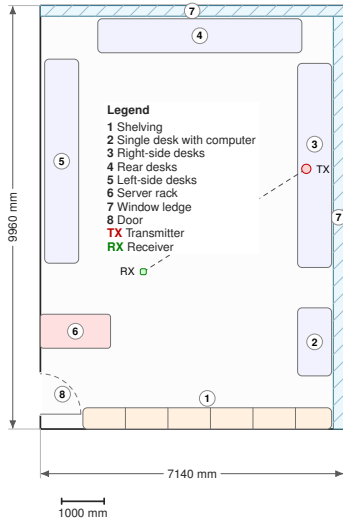 7
4
Legend
1 Shelving
2 Single desk with computer
3 Right-side desks
4 Rear desks
5 Left-side desks
6 Server rack
7 Window ledge
8 Door
TX Transmitter
RX Receiver
3
5
TX
7
9960 mm
RX
6
2
8
1
7140 mm
1000 mm